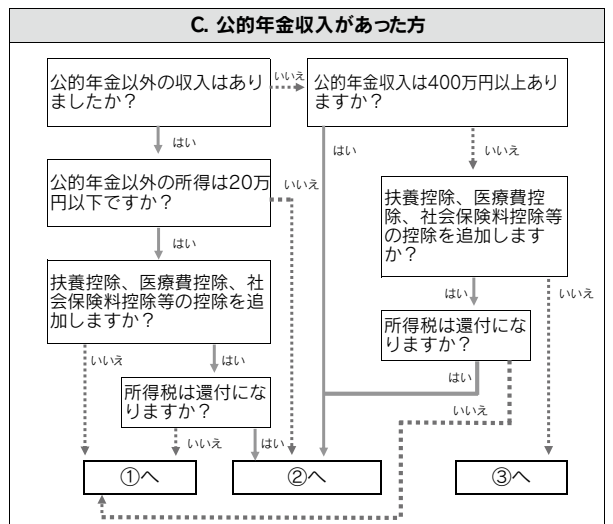 C. 公的年金収入があった方
公的年金以外の収入はあり
ましたか？
いいえ
公的年金収入は400万円以上あり
ますか？
はい
はい
いいえ
公的年金以外の所得は20万
円以下ですか？
いいえ
扶養控除、医療費控
除、社会保険料控除等
の控除を追加します
か？
はい
扶養控除、医療費控除、社
会保険料控除等の控除を追
加しますか？
はい
いいえ
所得税は還付にな
りますか？
いいえ
はい
はい
所得税は還付にな
りますか？
いいえ
いいえ
はい
①へ
②へ
③へ